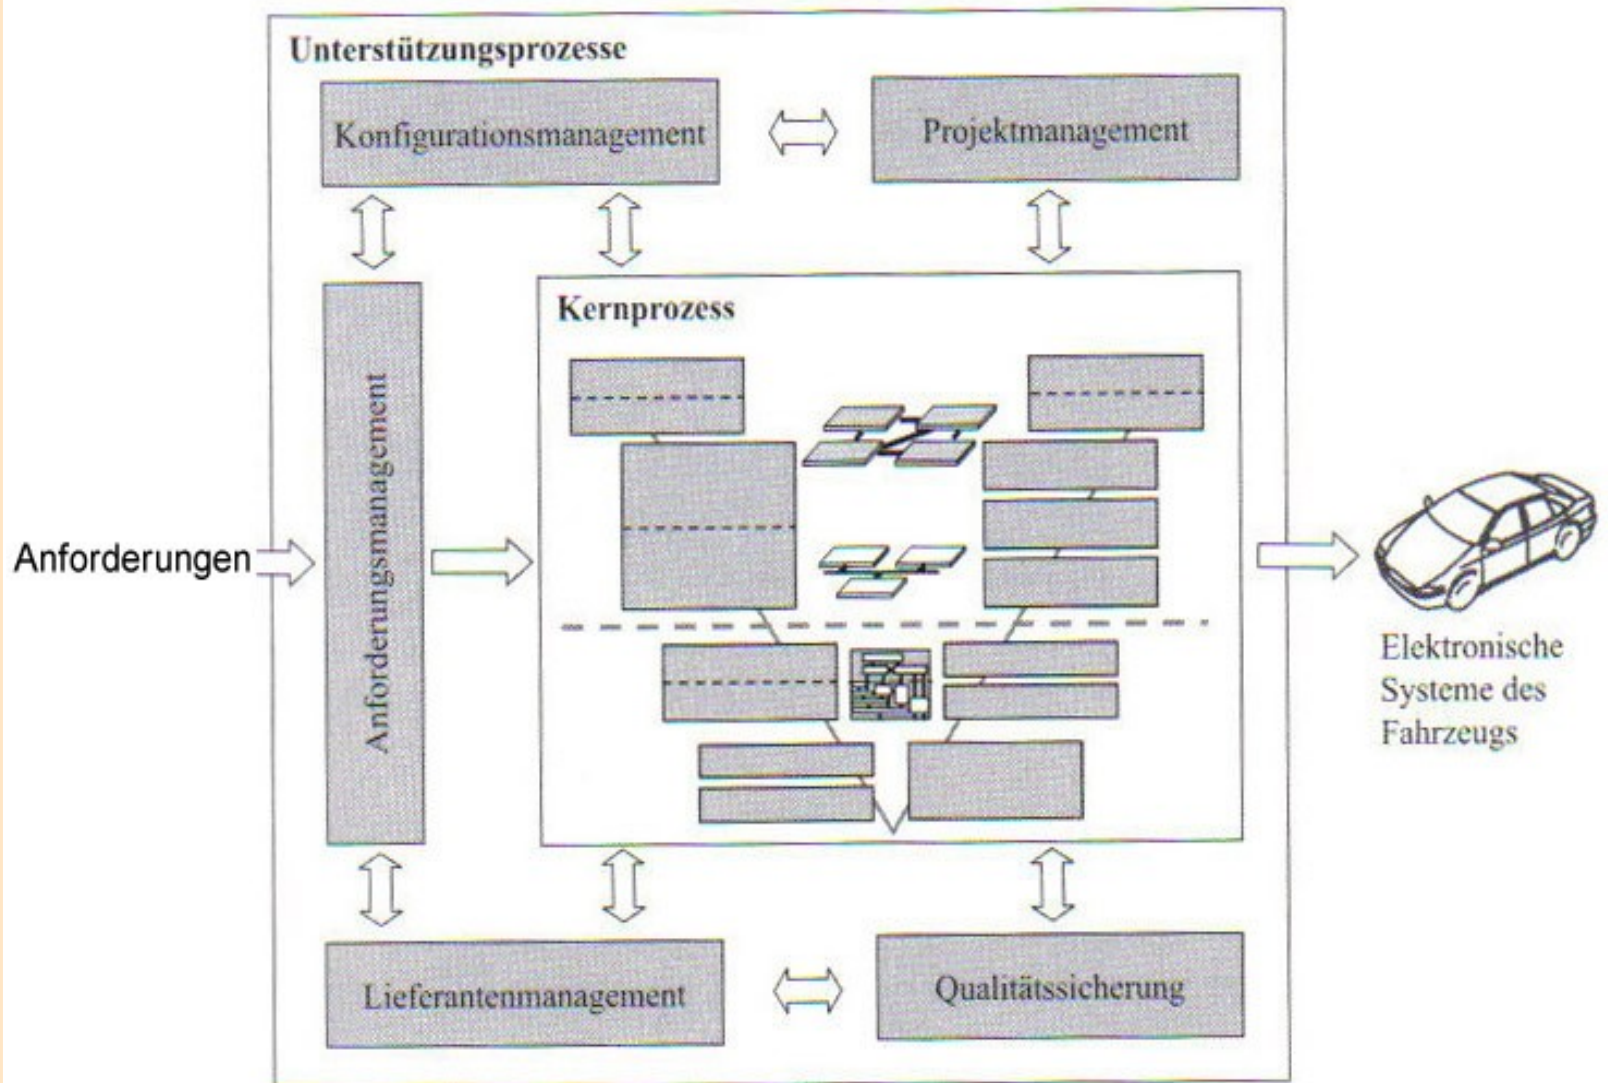 Unterstützungsprozesse
Konfigurationsmanagement
Projektmanagement
Anforderungen
Anforderungsmanagement
Kernprozess
Elektronische
Systeme des
Fahrzeugs
Lieferantenmanagement
Qualitätssicherung